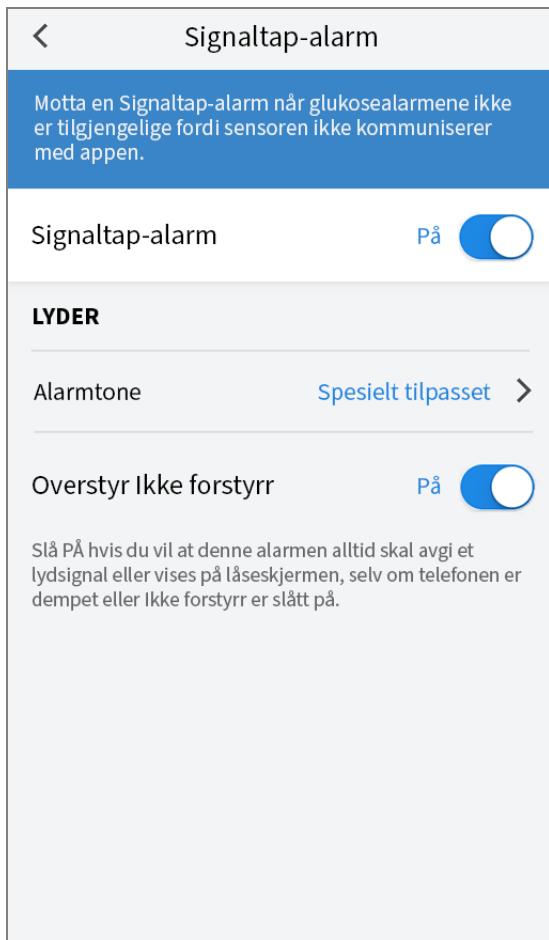 Signaltap-alarm
Motta en Signaltap-alarm når glukosealarmene ikke
er tilgjengelige fordi sensoren ikke kommuniserer
med appen.
Signaltap-alarm På
LYDER
Alarmtone Spesielt tilpasset
Overstyr Ikke forstyrr På
Slå PÅ hvis du vil at denne alarmen alltid skal avgi et
lydsignal eller vises på låseskjermen, selv om telefonen er
dempet eller Ikke forstyrr er slått på.